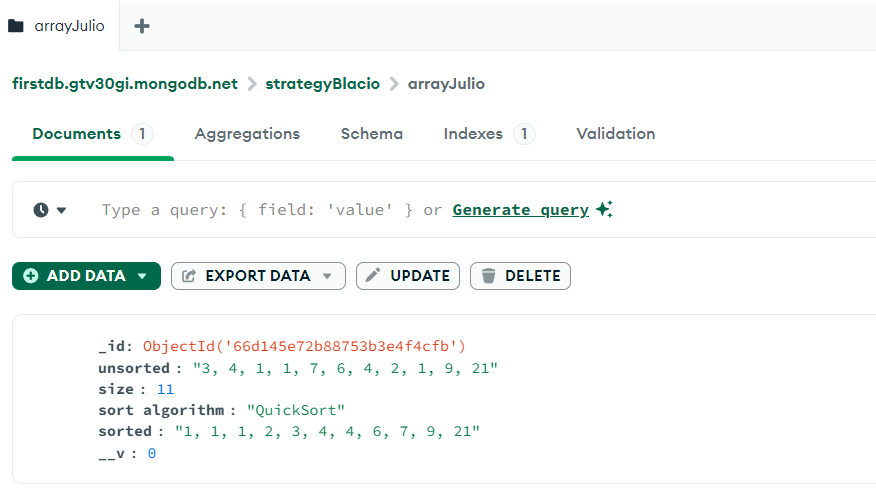 arrayJulio
firstdb.gtv30gi.mongodb.net > strategyBlacio > arrayJulio
Documents 1 Aggregations Schema Indexes 1 Validation
Type a query: { field: 'value' } or Generate query
ADD DATA EXPORT DATA UPDATE DELETE
_id: ObjectId('66d145e72b88753b3e4f4cfb')
unsorted : "3, 4, 1, 1, 7, 6, 4, 2, 1, 9, 21"
size : 11
sort algorithm : "QuickSort"
sorted : "1, 1, 1, 2, 3, 4, 4, 6, 7, 9, 21"
__v : 0